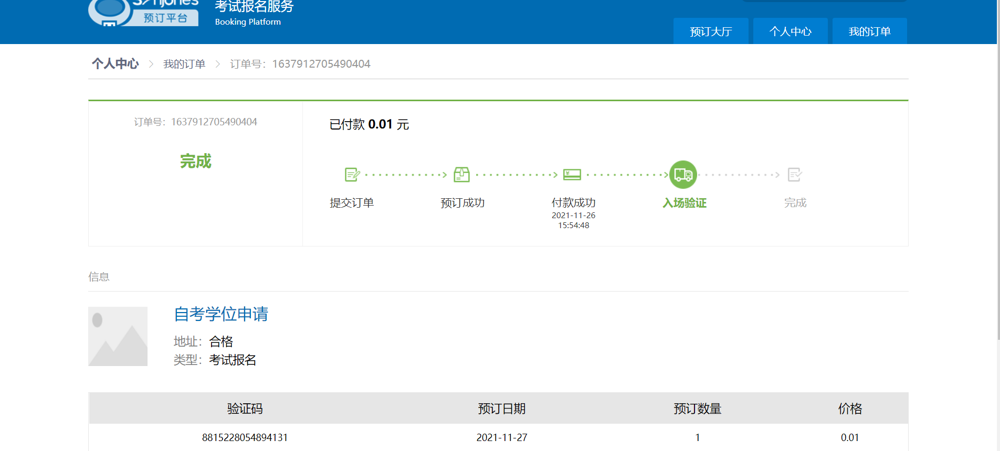 预订平台
考试报名服务
Booking Platform
预订大厅
个人中心
我的订单
个人中心 > 我的订单 > 订单号：1637912705490404
订单号：1637912705490404
完成
已付款 0.01 元
提交订单
预订成功
付款成功
2021-11-26
15:54:48
入场验证
完成
信息
自考学位申请
地址：合格
类型：考试报名
验证码 预订日期 预订数量 价格
8815228054894131 2021-11-27 1 0.01